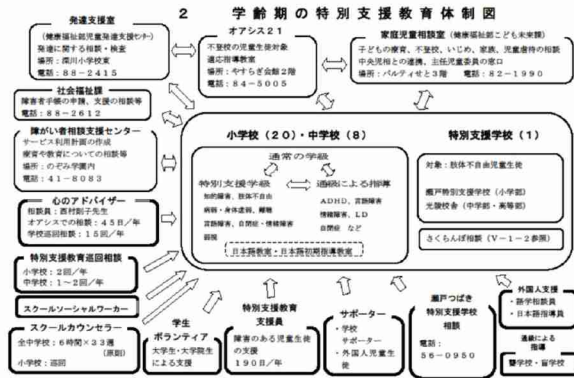 2 学齢期の特別支援教育体制図
発達支援室
(健康福祉部児童発達支援センター)
発達に関する相談・検査
場所:深川小学校東
電話:88-2415
オアシス21
不登校の児童生徒対象
適応指導教室
場所:やすらぎ会館2階
電話:84-5005
家庭児童相談室(健康福祉部こども未来課)
子どもの療育、不登校、いじめ、家族、児童虐待の相談
中央児相との連携、主任児童委員の窓口
場所:パルティせと3階 電話:82-1990
社会福祉課
障害者手帳の申請、支援の相談等
電話:88-2612
障がい者相談支援センター
サービス利用計画の作成
療育や教育についての相談等
場所:のぞみ学園内
電話:41-8083
心のアドバイザー
相談員:西村 先生
オアシスでの相談:45日/年
学校巡回相談:15回/年
特別支援教育巡回相談
小学校:2回/年
中学校:1~2回/年
スクールソーシャルワーカー
スクールカウンセラー
全中学校:6時間×33週
(原則)
小学校:巡回
小学校(20)・中学校(8)
通常の学級
特別支援学級
知的障害、肢体不自由
病弱・身体虚弱、難聴
言語障害、自閉症・情緒障害
弱視
通級による指導
ADHD、言語障害
情緒障害、LD
自閉症 など
日本語教室・日本語初期指導教室
特別支援学校(1)
対象:肢体不自由児童生徒
瀬戸特別支援学校(小学部)
光陵校舎(中学部・高等部)
さくらんぼ相談(V-1-2参照)
学生
ボランティア
大学生・大学院生
による支援
特別支援教育
支援員
障害のある児童生徒
の支援
190日/年
サポーター
・学校
サポーター
・外国人児童生
徒
瀬戸つばき
特別支援学校
相談
電話:
56-0950
外国人支援
・語学相談員
・日本語指導員
通級による
指導
聾学校・盲学校